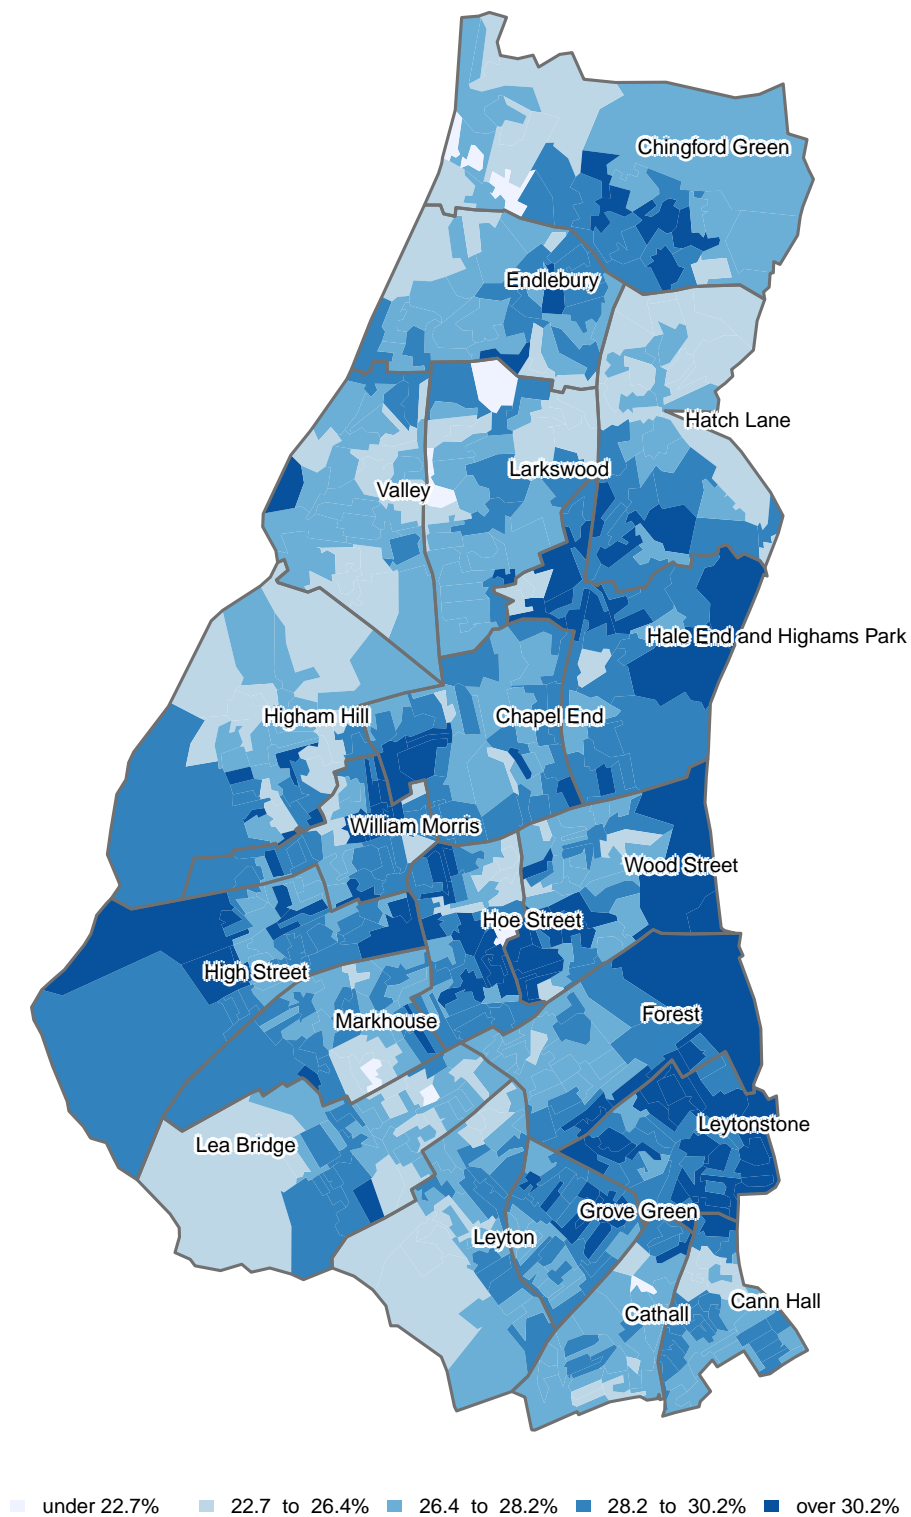 Chingford Green
Endlebury
Hatch Lane
Larkswood
Valley
Hale End and Highams Park
Higham Hill
Chapel End
William Morris
Wood Street
Hoe Street
High Street
Forest
Markhouse
Leytonstone
Lea Bridge
Grove Green
Leyton
Cann Hall
Cathall
under 22.7% 22.7 to 26.4% 26.4 to 28.2% 28.2 to 30.2% over 30.2%